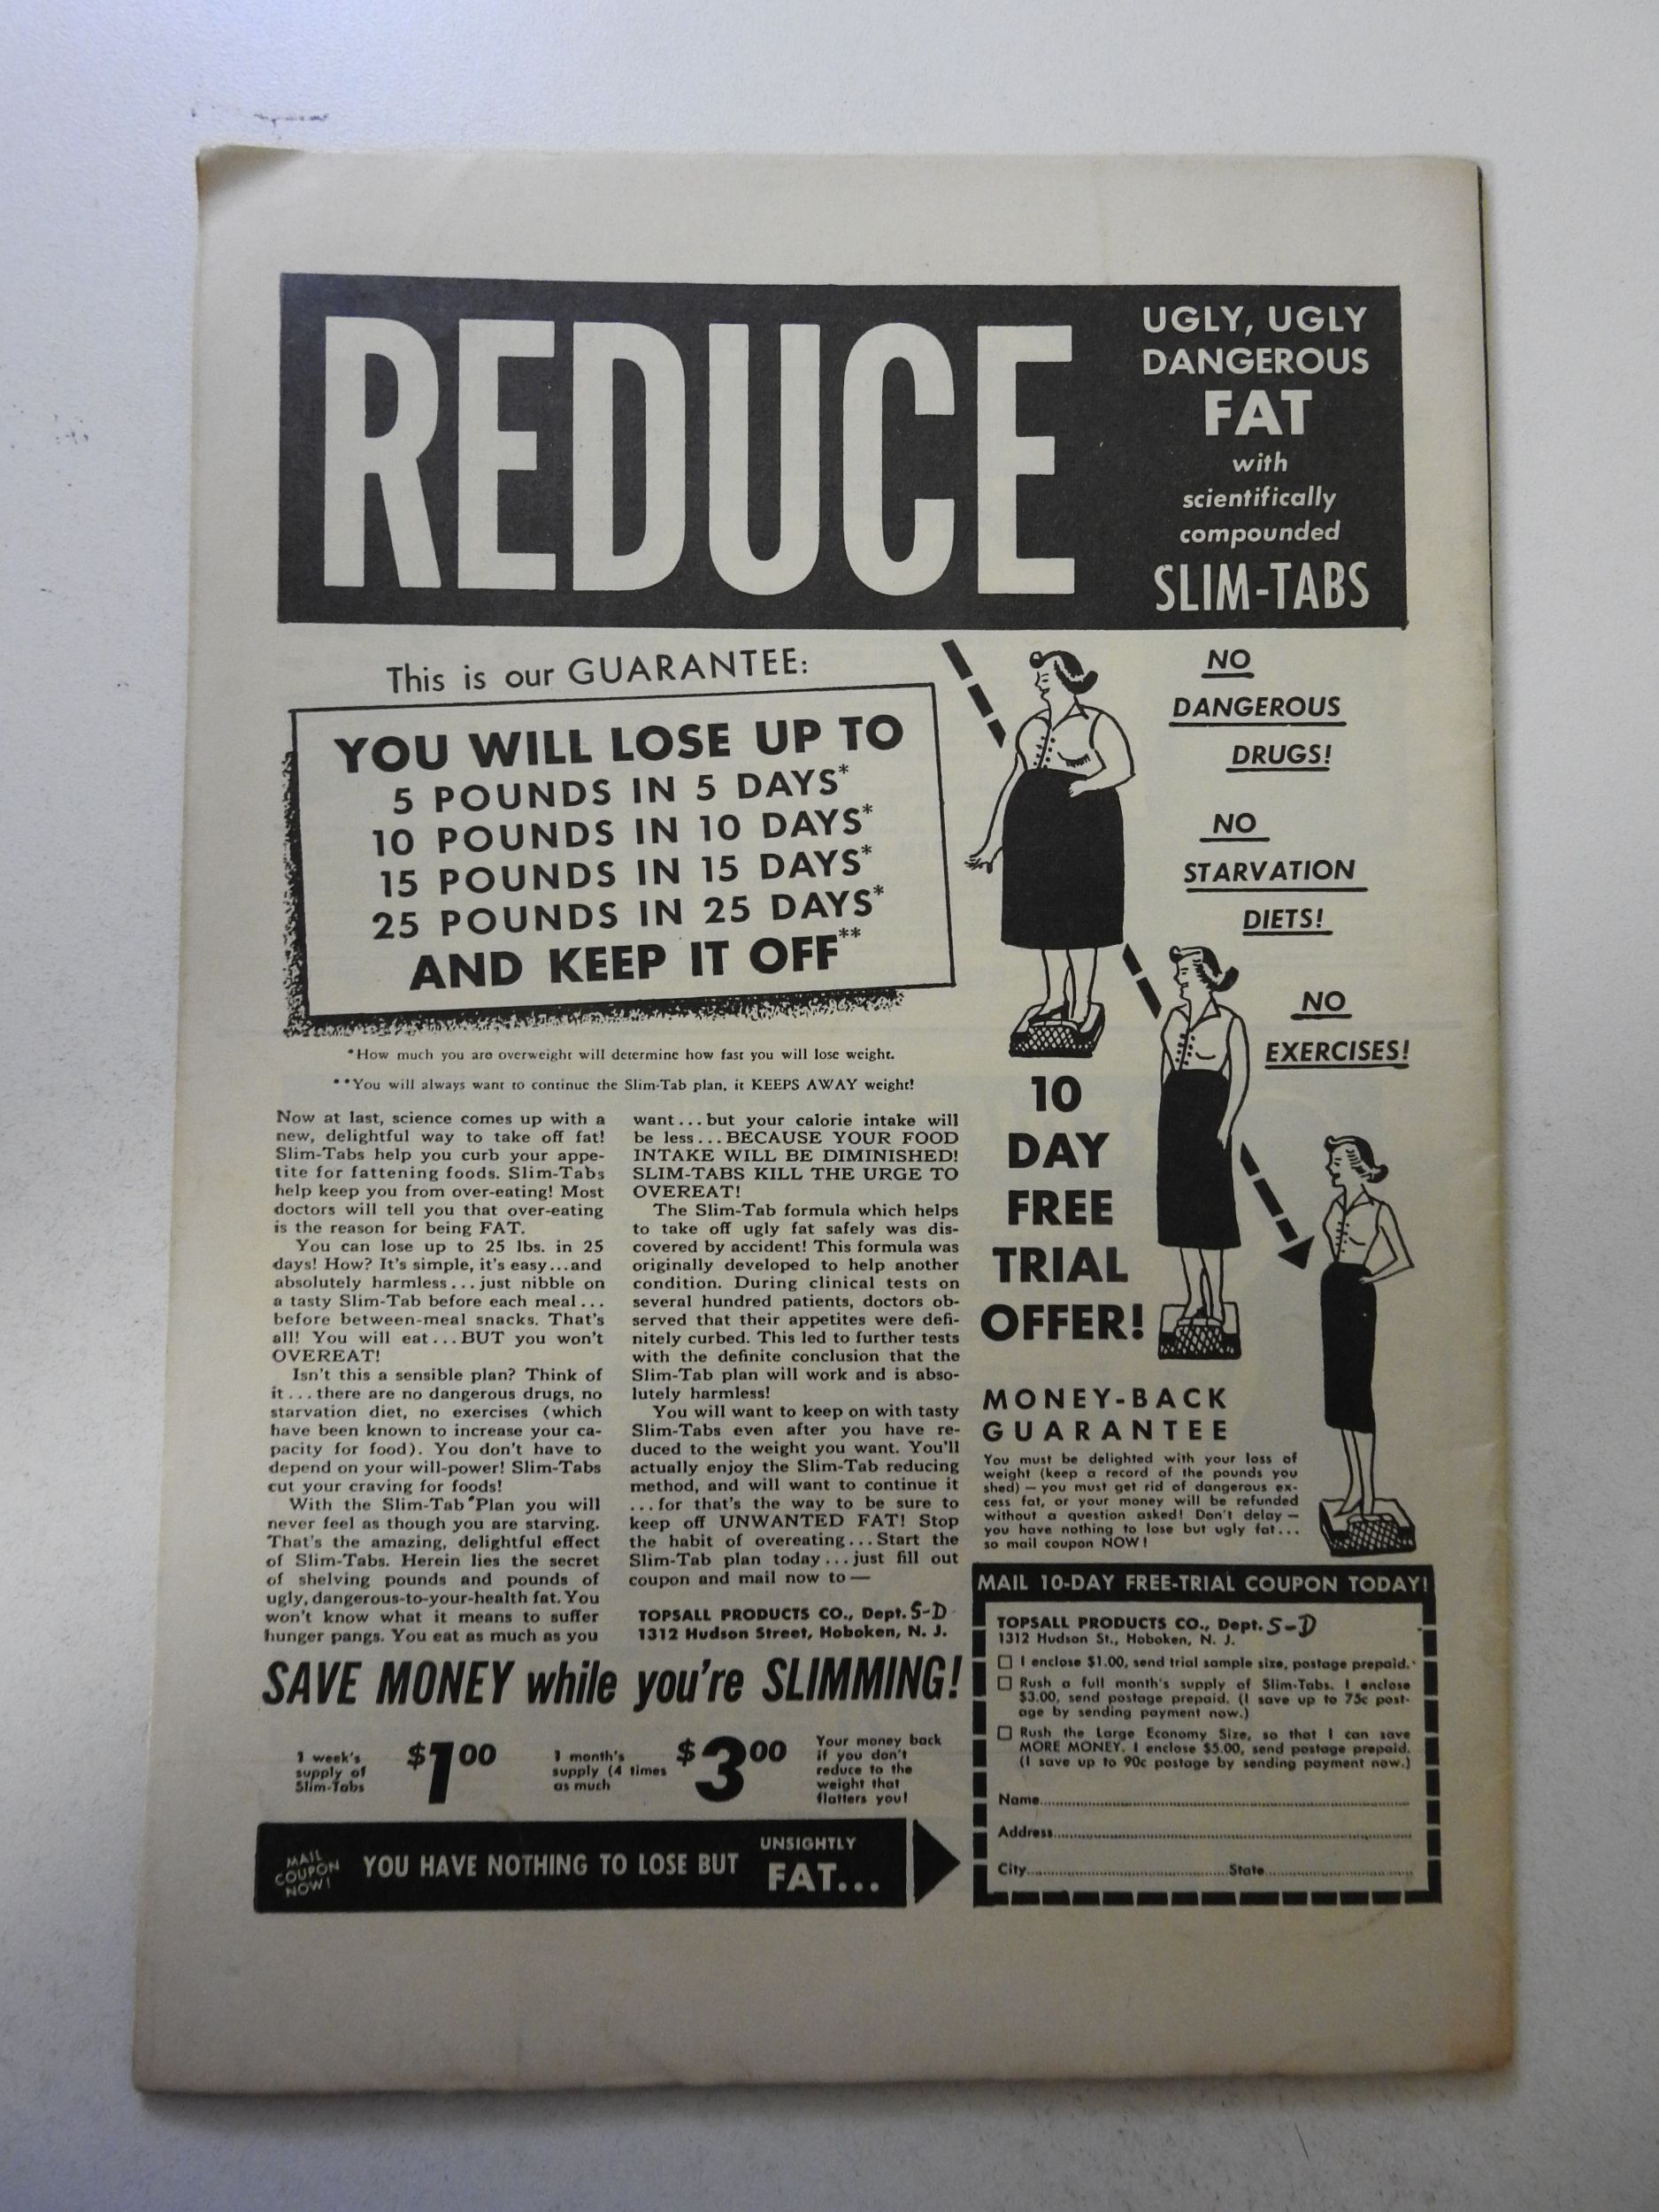 REDUCE
UGLY, UGLY
DANGEROUS
FAT
with
scientifically
compounded
SLIM-TABS
This is our GUARANTEE:
YOU WILL LOSE UP TO
5 POUNDS IN 5 DAYS*
10 POUNDS IN 10 DAYS*
15 POUNDS IN 15 DAYS*
25 POUNDS IN 25 DAYS*
AND KEEP IT OFF**
*How much you are overweight will determine how fast you will lose weight.
**You will always want to continue the Slim-Tab plan, it KEEPS AWAY weight!
NO
DANGEROUS
DRUGS!
NO
STARVATION
DIETS!
NO
EXERCISES!
Now at last, science comes up with a
new, delightful way to take off fat!
Slim-Tabs help you curb your appe-
tite for fattening foods. Slim-Tabs
help keep you from over-eating! Most
doctors will tell you that over-eating
is the reason for being FAT.
You can lose up to 25 lbs. in 25
days! How? It's simple, it's easy...and
absolutely harmless...just nibble on
a tasty Slim-Tab before each meal...
before between-meal snacks. That's
all! You will eat...BUT you won't
OVEREAT!
Isn't this a sensible plan? Think of
it...there are no dangerous drugs, no
starvation diet, no exercises (which
have been known to increase your ca-
pacity for food). You don't have to
depend on your will-power! Slim-Tabs
cut your craving for foods!
With the Slim-Tab Plan you will
never feel as though you are starving.
That's the amazing, delightful effect
of Slim-Tabs. Herein lies the secret
of shelving pounds and pounds of
ugly, dangerous-to-your-health fat. You
won't know what it means to suffer
hunger pangs. You eat as much as you
want...but your calorie intake will
be less...BECAUSE YOUR FOOD
INTAKE WILL BE DIMINISHED!
SLIM-TABS KILL THE URGE TO
OVEREAT!
The Slim-Tab formula which helps
to take off ugly fat safely was dis-
covered by accident! This formula was
originally developed to help another
condition. During clinical tests on
several hundred patients, doctors ob-
served that their appetites were defi-
nitely curbed. This led to further tests
with the definite conclusion that the
Slim-Tab plan will work and is abso-
lutely harmless!
You will want to keep on with tasty
Slim-Tabs even after you have re-
duced to the weight you want. You'll
actually enjoy the Slim-Tab reducing
method, and will want to continue it
...for that's the way to be sure to
keep off UNWANTED FAT! Stop
the habit of overeating...Start the
Slim-Tab plan today...just fill out
coupon and mail now to —
TOPSALL PRODUCTS CO., Dept. S-D
1312 Hudson Street, Hoboken, N. J.
10
DAY
FREE
TRIAL
OFFER!
MONEY-BACK
GUARANTEE
You must be delighted with your loss of
weight (keep a record of the pounds you
shed) — you must get rid of dangerous ex-
cess fat, or your money will be refunded
without a question asked! Don't delay —
you have nothing to lose but ugly fat...
so mail coupon NOW!
SAVE MONEY while you're SLIMMING!
1 week's
supply of
Slim-Tabs
$1.00
1 month's
supply (4 times
as much
$3.00
Your money back
if you don't
reduce to the
weight that
flatters you!
MAIL
COUPON
NOW!
YOU HAVE NOTHING TO LOSE BUT
UNSIGHTLY
FAT...
MAIL 10-DAY FREE-TRIAL COUPON TODAY!
TOPSALL PRODUCTS CO., Dept. S-D
1312 Hudson St., Hoboken, N. J.
☐ I enclose $1.00, send trial sample size, postage prepaid.
☐ Rush a full month's supply of Slim-Tabs. I enclose
$3.00, send postage prepaid. (I save up to 75c post-
age by sending payment now.)
☐ Rush the Large Economy Size, so that I can save
MORE MONEY. I enclose $5.00, send postage prepaid.
(I save up to 90c postage by sending payment now.)
Name
Address
City State